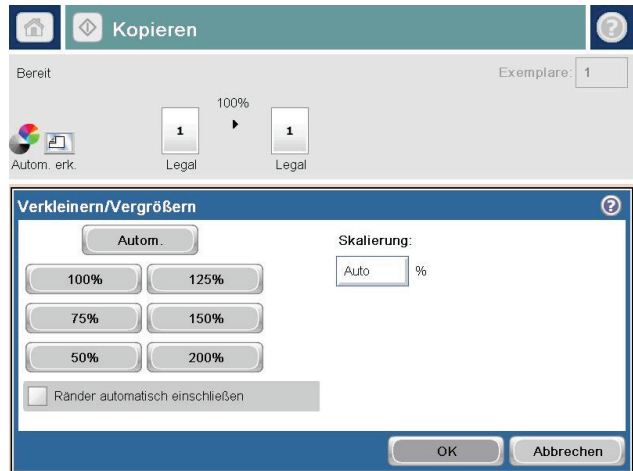 Kopieren
Bereit
Exemplare: 1
100%
1 1
Autom. erk. Legal Legal
Verkleinern/Vergrößern
Autom.
Skalierung:
100% 125%
Auto %
75% 150%
50% 200%
Ränder automatisch einschließen
OK Abbrechen